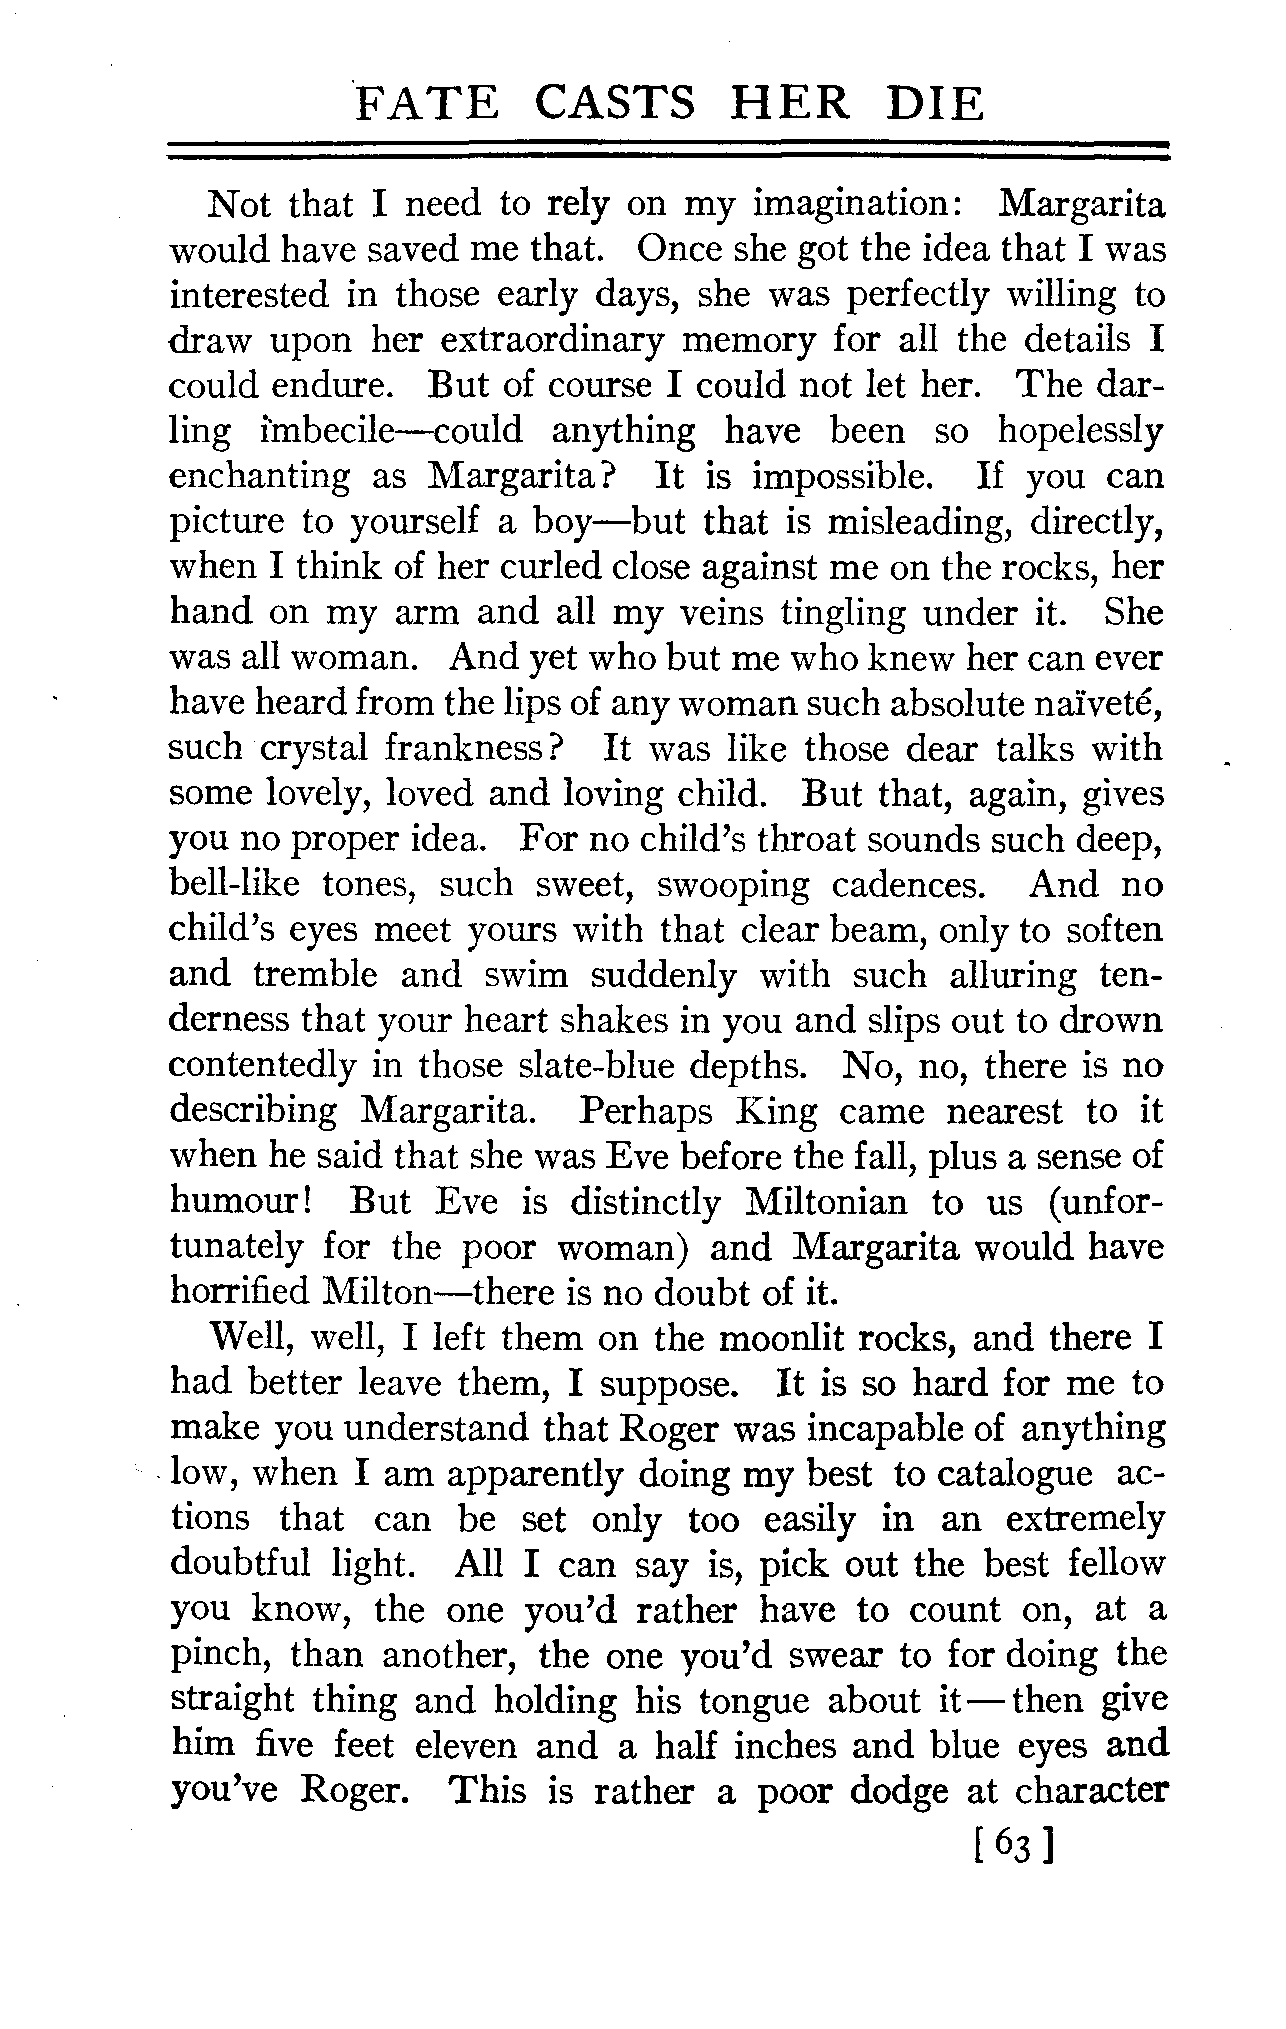 FATE CASTS HER DIE
Not that I need to rely on my imagination: Margarita
would have saved me that. Once she got the idea that I was
interested in those early days, she was perfectly willing to
draw upon her extraordinary memory for all the details I
could endure. But of course I could not let her. The dar-
ling imbecile—could anything have been so hopelessly
enchanting as Margarita? It is impossible. If you can
picture to yourself a boy—but that is misleading, directly,
when I think of her curled close against me on the rocks, her
hand on my arm and all my veins tingling under it. She
was all woman. And yet who but me who knew her can ever
have heard from the lips of any woman such absolute naïveté,
such crystal frankness? It was like those dear talks with
some lovely, loved and loving child. But that, again, gives
you no proper idea. For no child's throat sounds such deep,
bell-like tones, such sweet, swooping cadences. And no
child's eyes meet yours with that clear beam, only to soften
and tremble and swim suddenly with such alluring ten-
derness that your heart shakes in you and slips out to drown
contentedly in those slate-blue depths. No, no, there is no
describing Margarita. Perhaps King came nearest to it
when he said that she was Eve before the fall, plus a sense of
humour! But Eve is distinctly Miltonian to us (unfor-
tunately for the poor woman) and Margarita would have
horrified Milton—there is no doubt of it.
Well, well, I left them on the moonlit rocks, and there I
had better leave them, I suppose. It is so hard for me to
make you understand that Roger was incapable of anything
low, when I am apparently doing my best to catalogue ac-
tions that can be set only too easily in an extremely
doubtful light. All I can say is, pick out the best fellow
you know, the one you'd rather have to count on, at a
pinch, than another, the one you'd swear to for doing the
straight thing and holding his tongue about it—then give
him five feet eleven and a half inches and blue eyes and
you've Roger. This is rather a poor dodge at character
[ 63 ]